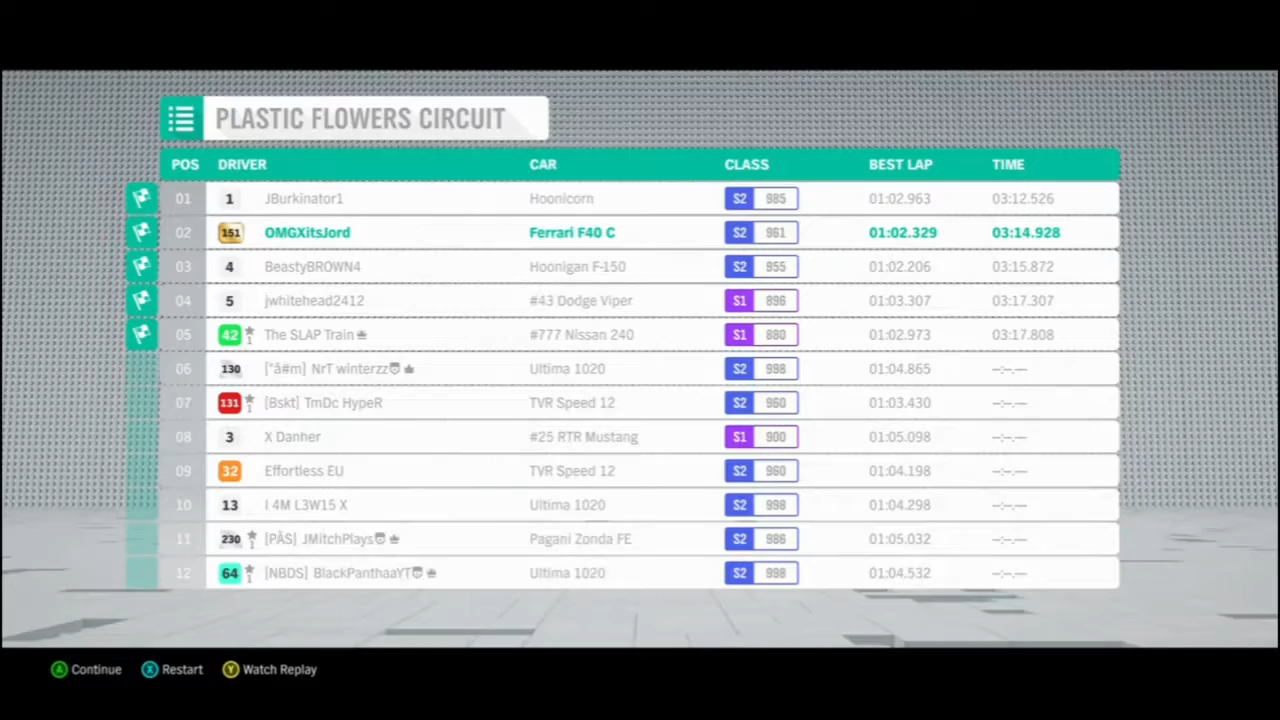 PLASTIC FLOWERS CIRCUIT
POS DRIVER CAR CLASS BEST LAP TIME
01 1 JBurkinator1 Hoonicorn S2 985 01:02.963 03:12.526
02 151 OMGXitsJord Ferrari F40 C S2 961 01:02.329 03:14.928
03 4 BeastyBROWN4 Hoonigan F-150 S2 955 01:02.206 03:15.872
04 5 jwhitehead2412 #43 Dodge Viper S1 896 01:03.307 03:17.307
05 42 1 The SLAP Train #777 Nissan 240 S1 880 01:02.973 03:17.808
06 130 [°å#m] NrT winterzz Ultima 1020 S2 998 01:04.865 --:--.---
07 131 1 [Bskt] TmDc HypeR TVR Speed 12 S2 960 01:03.430 --:--.---
08 3 X Danher #25 RTR Mustang S1 900 01:05.098 --:--.---
09 32 Effortless EU TVR Speed 12 S2 960 01:04.198 --:--.---
10 13 I 4M L3W15 X Ultima 1020 S2 998 01:04.298 --:--.---
11 230 1 [PÅS] JMitchPlays Pagani Zonda FE S2 986 01:05.032 --:--.---
12 64 1 [NBDS] BlackPanthaaYT Ultima 1020 S2 998 01:04.532 --:--.---
A Continue X Restart Y Watch Replay